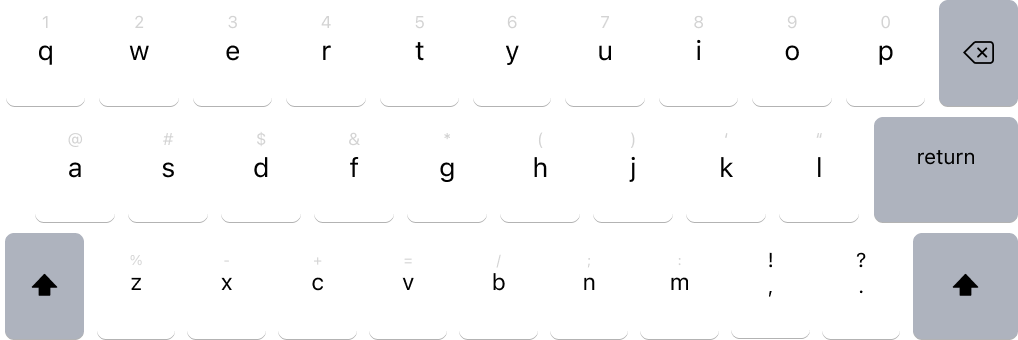 1 2 3 4 5 6 7 8 9 0
q w e r t y u i o p
@ # $ & * ( ) ‘ “
a s d f g h j k l return
% - + = / ; : ! ?
z x c v b n m , .